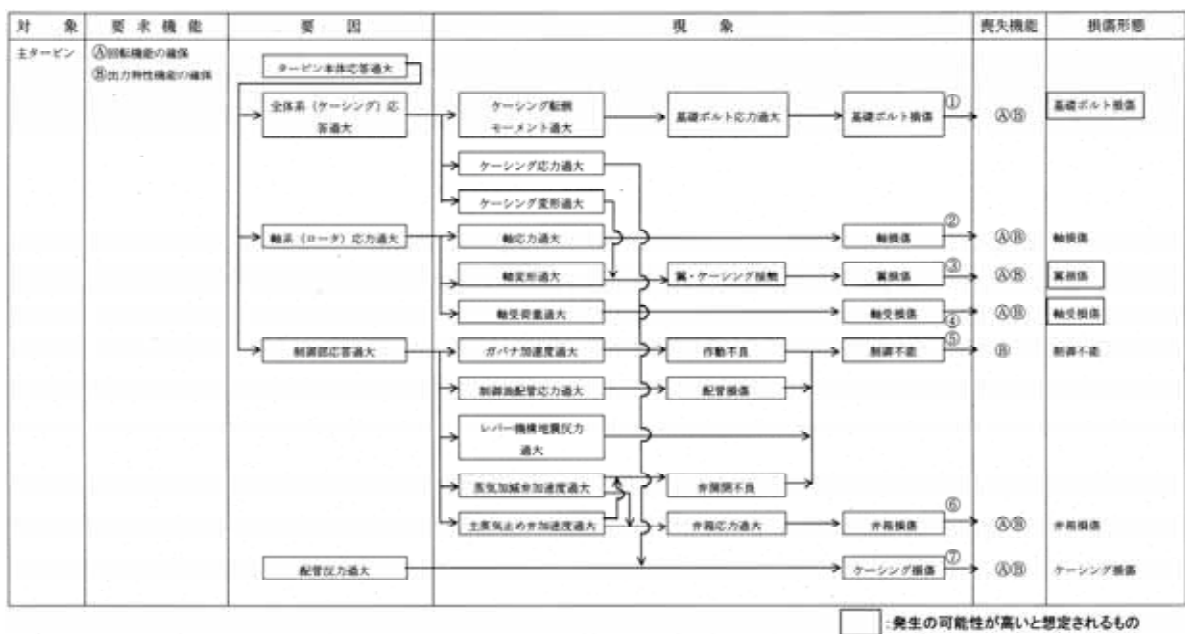 対 象
要 求 機 能
要 因
現 象
喪失機能
損傷形態
主タービン
Ⓐ回転機能の確保
Ⓑ出力特性機能の確保
タービン本体応答過大
全体系（ケーシング）応
答過大
ケーシング転倒
モーメント過大
基礎ボルト応力過大
基礎ボルト損傷
①
ⒶⒷ
基礎ボルト損傷
ケーシング応力過大
ケーシング変形過大
軸系（ロータ）応力過大
軸応力過大
軸損傷
②
ⒶⒷ
軸損傷
軸変形過大
翼・ケーシング接触
翼損傷
③
ⒶⒷ
翼損傷
軸受荷重過大
軸受損傷
④
ⒶⒷ
軸受損傷
制御部応答過大
ガバナ加速度過大
作動不良
制御不能
⑤
Ⓑ
制御不能
制御油配管応力過大
配管損傷
レバー機構地震反力
過大
蒸気加減弁加速度過大
弁開閉不良
主蒸気止め弁加速度過大
弁箱応力過大
弁箱損傷
⑥
ⒶⒷ
弁箱損傷
配管反力過大
ケーシング損傷
⑦
ⒶⒷ
ケーシング損傷
:発生の可能性が高いと想定されるもの